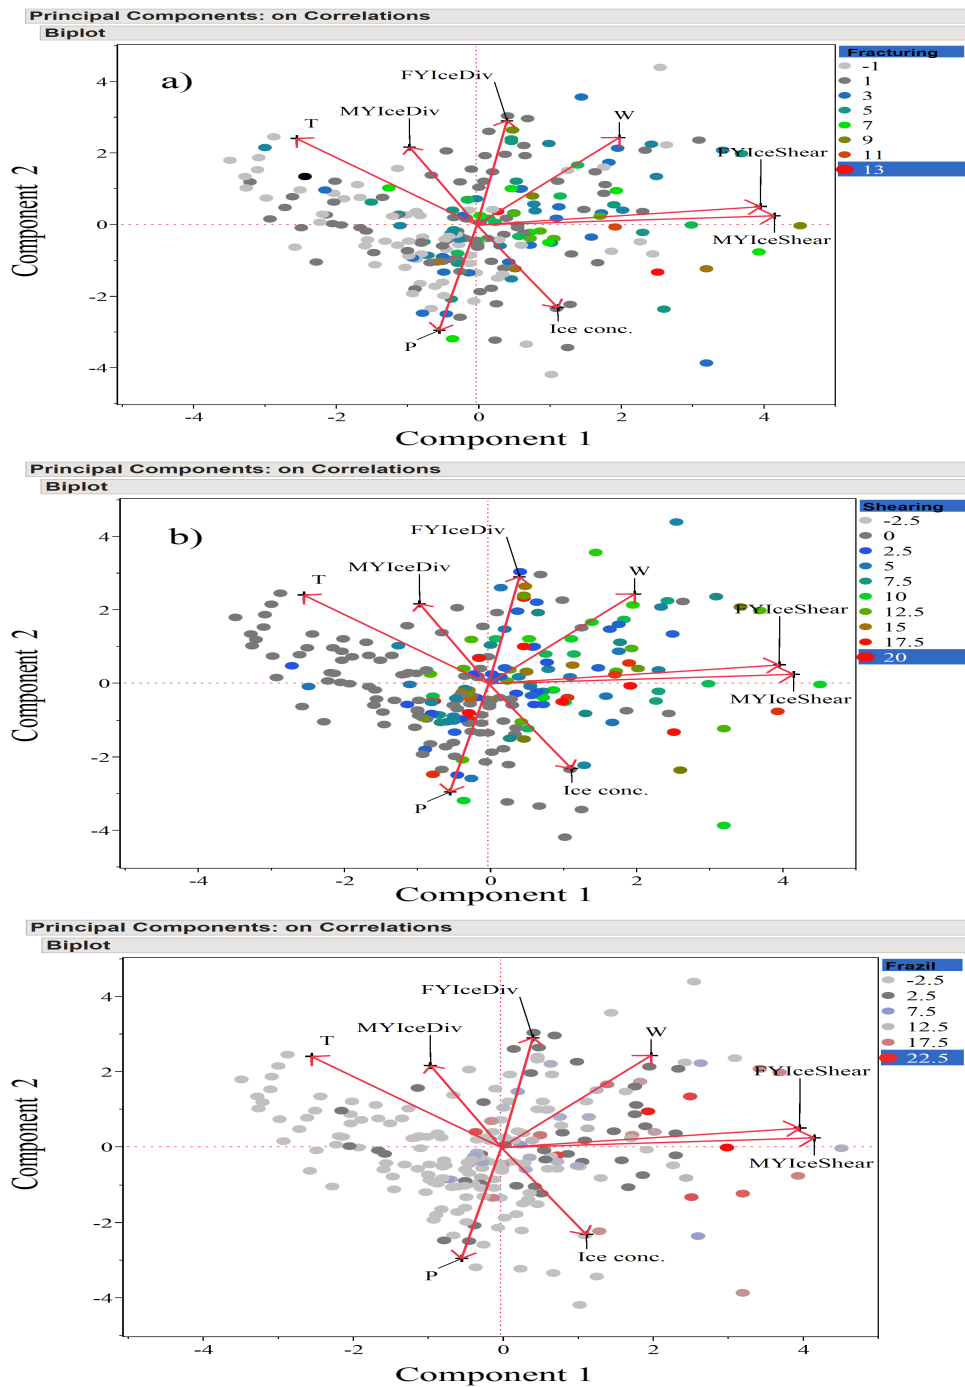 Principal Components: on Correlations
Biplot
a)
FYIceDiv
MYIceDiv
T
W
FYIceShear
MYIceShear
Ice conc.
P
4
2
0
-2
-4
-2
0
2
4
Component 2
Component 1
Fracturing
-1
1
3
5
7
9
11
13
Principal Components: on Correlations
Biplot
b)
FYIceDiv
MYIceDiv
T
W
FYIceShear
MYIceShear
Ice conc.
P
4
2
0
-2
-4
-2
0
2
4
Component 2
Component 1
Shearing
-2.5
0
2.5
5
7.5
10
12.5
15
17.5
20
Principal Components: on Correlations
Biplot
FYIceDiv
MYIceDiv
T
W
FYIceShear
MYIceShear
Ice conc.
P
4
2
0
-2
-4
-4
-2
0
2
4
Component 2
Component 1
Frazil
-2.5
2.5
7.5
12.5
17.5
22.5